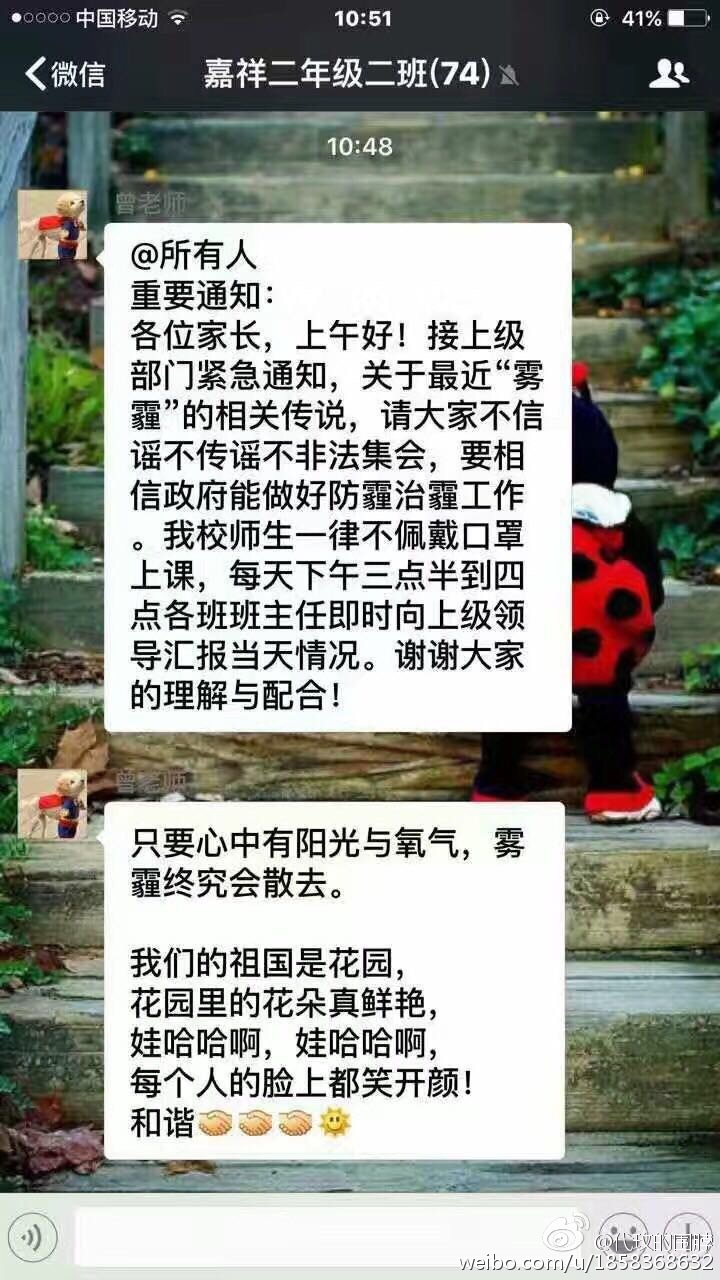 中国移动
10:51
41%
微信
嘉祥二年级二班(74)
10:48
曾老师
@所有人
重要通知：
各位家长，上午好！接上级
部门紧急通知，关于最近“雾
霾”的相关传说，请大家不信
谣不传谣不非法集会，要相
信政府能做好防霾治霾工作
。我校师生一律不佩戴口罩
上课，每天下午三点半到四
点各班班主任即时向上级领
导汇报当天情况。谢谢大家
的理解与配合！
曾老师
只要心中有阳光与氧气，雾
霾终究会散去。
我们的祖国是花园，
花园里的花朵真鲜艳，
娃哈哈啊，娃哈哈啊，
每个人的脸上都笑开颜！
和谐🤝🤝🤝🌞
weibo.com/u/1858368632